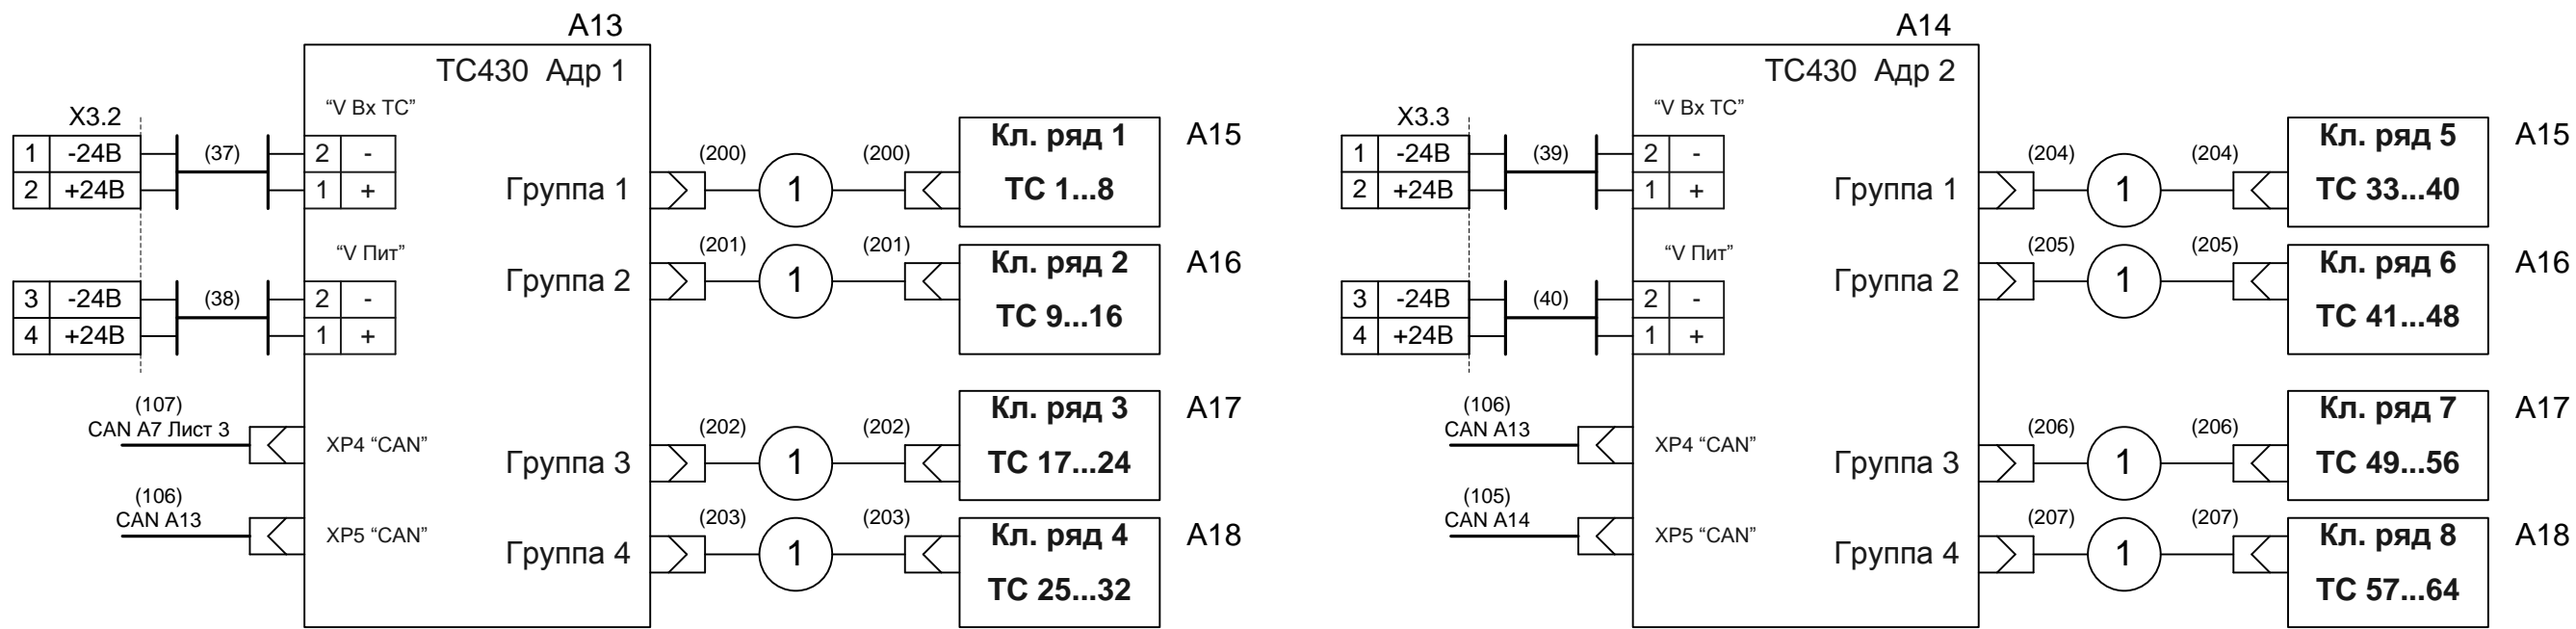 A13
ТС430 Адр 1
“V Вх ТС”
X3.2
1 -24В
2 +24В
(37)
2 -
1 +
“V Пит”
3 -24В
4 +24В
(38)
2 -
1 +
(107)
CAN A7 Лист 3
XP4 “CAN”
(106)
CAN A13
XP5 “CAN”
Группа 1
(200)
1
(200)
Кл. ряд 1
ТС 1...8
A15
Группа 2
(201)
1
(201)
Кл. ряд 2
ТС 9...16
A16
Группа 3
(202)
1
(202)
Кл. ряд 3
ТС 17...24
A17
Группа 4
(203)
1
(203)
Кл. ряд 4
ТС 25...32
A18
A14
ТС430 Адр 2
“V Вх ТС”
X3.3
1 -24В
2 +24В
(39)
2 -
1 +
“V Пит”
3 -24В
4 +24В
(40)
2 -
1 +
(106)
CAN A13
XP4 “CAN”
(105)
CAN A14
XP5 “CAN”
Группа 1
(204)
1
(204)
Кл. ряд 5
ТС 33...40
A15
Группа 2
(205)
1
(205)
Кл. ряд 6
ТС 41...48
A16
Группа 3
(206)
1
(206)
Кл. ряд 7
ТС 49...56
A17
Группа 4
(207)
1
(207)
Кл. ряд 8
ТС 57...64
A18